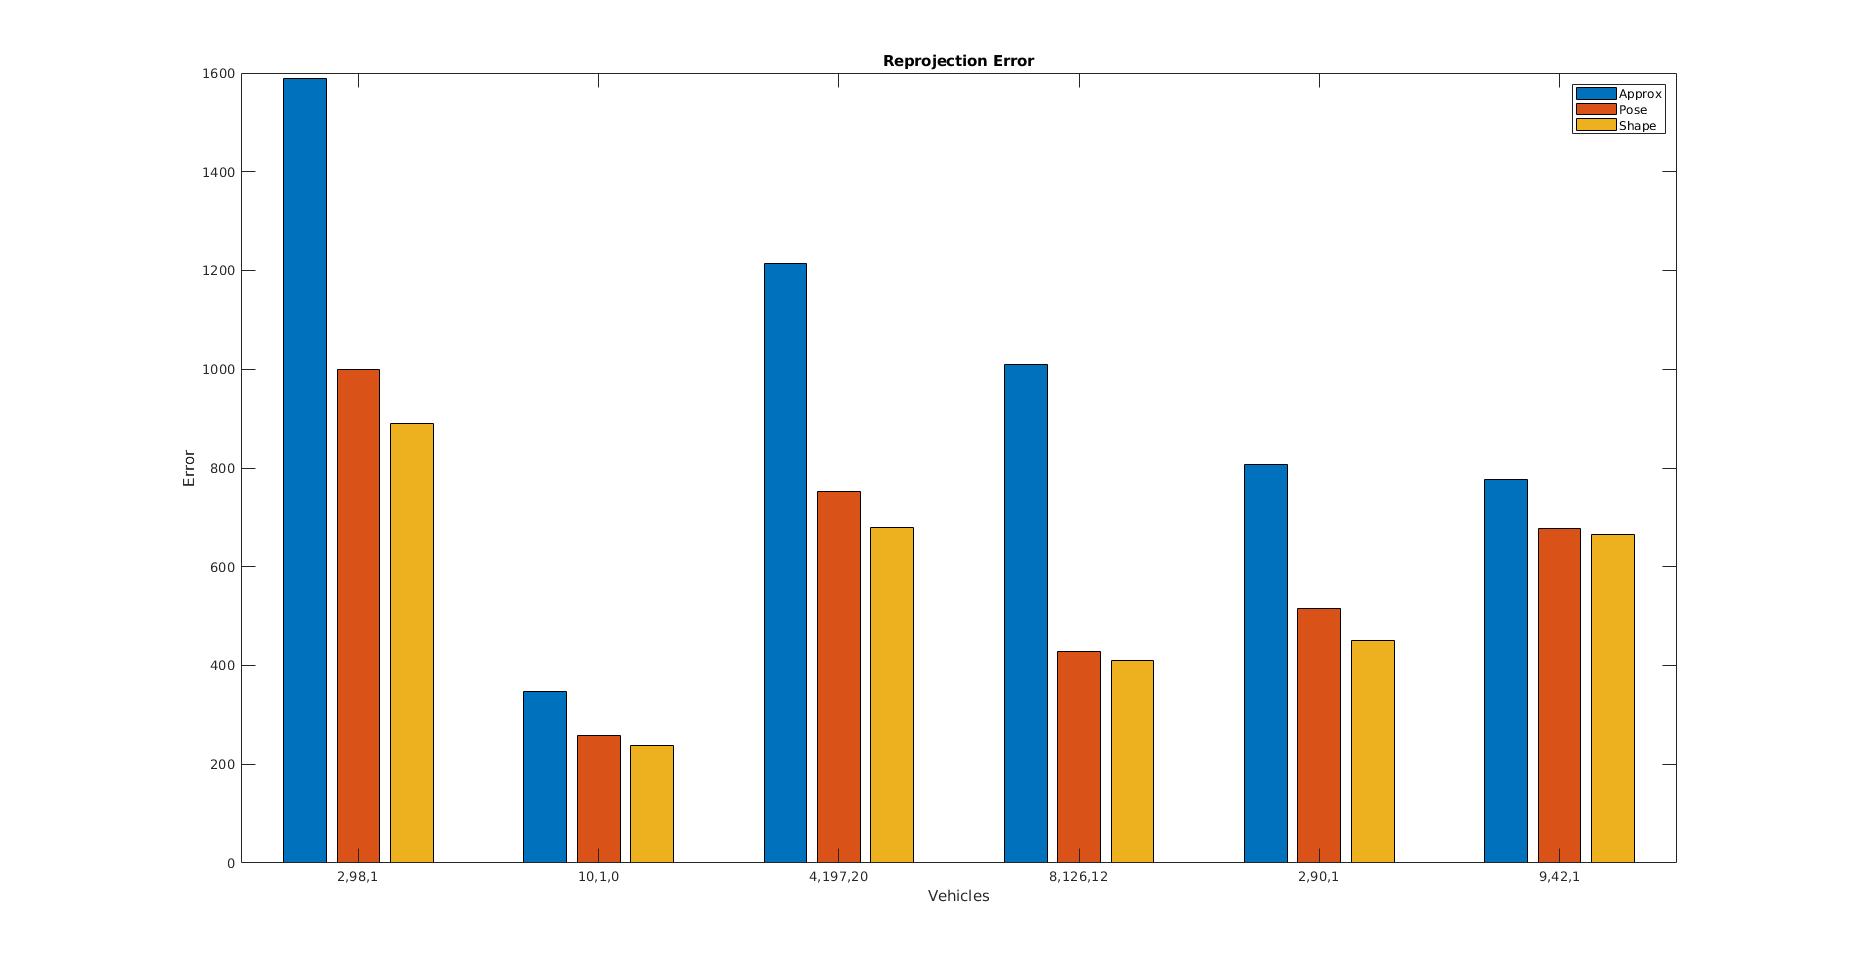 Reprojection Error
1600
1400
1200
1000
800
600
400
200
0
Error
Approx
Pose
Shape
2,98,1
10,1,0
4,197,20
8,126,12
2,90,1
9,42,1
Vehicles